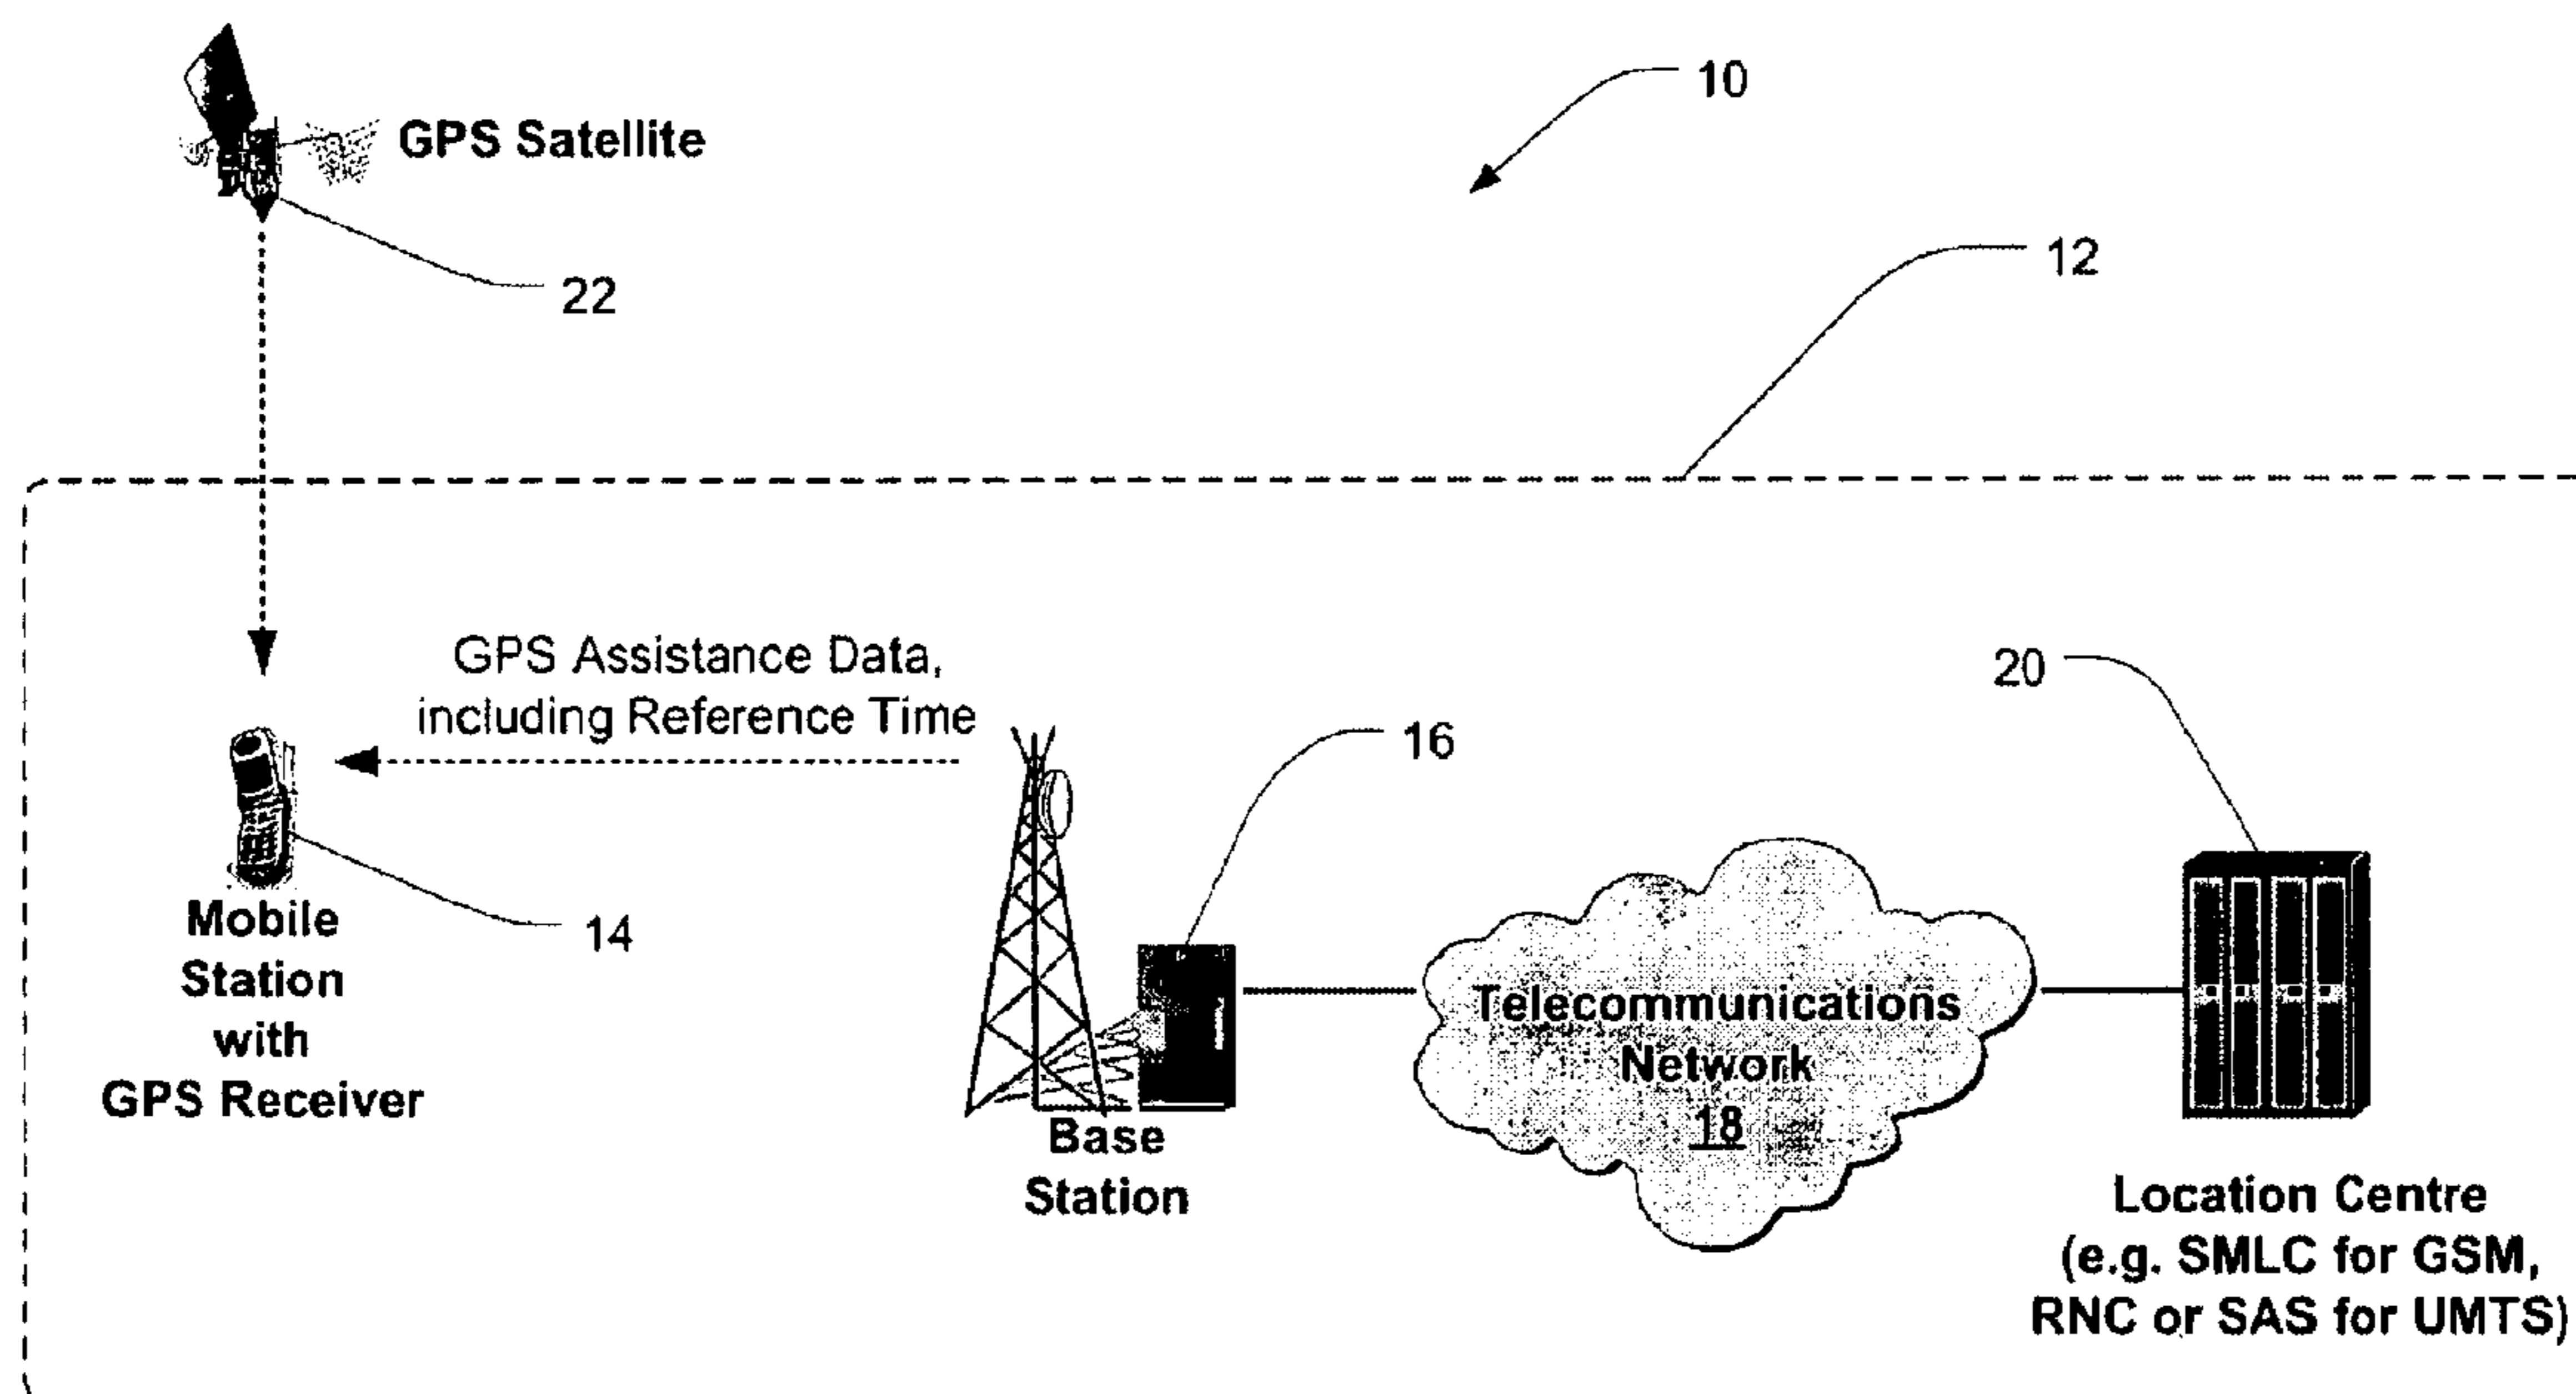 10
GPS Satellite
12
22
GPS Assistance Data,
including Reference Time
20
16
Mobile
Station
with
GPS Receiver
14
Telecommunications
Network
18
Base
Station
Location Centre
(e.g. SMLC for GSM,
RNC or SAS for UMTS)